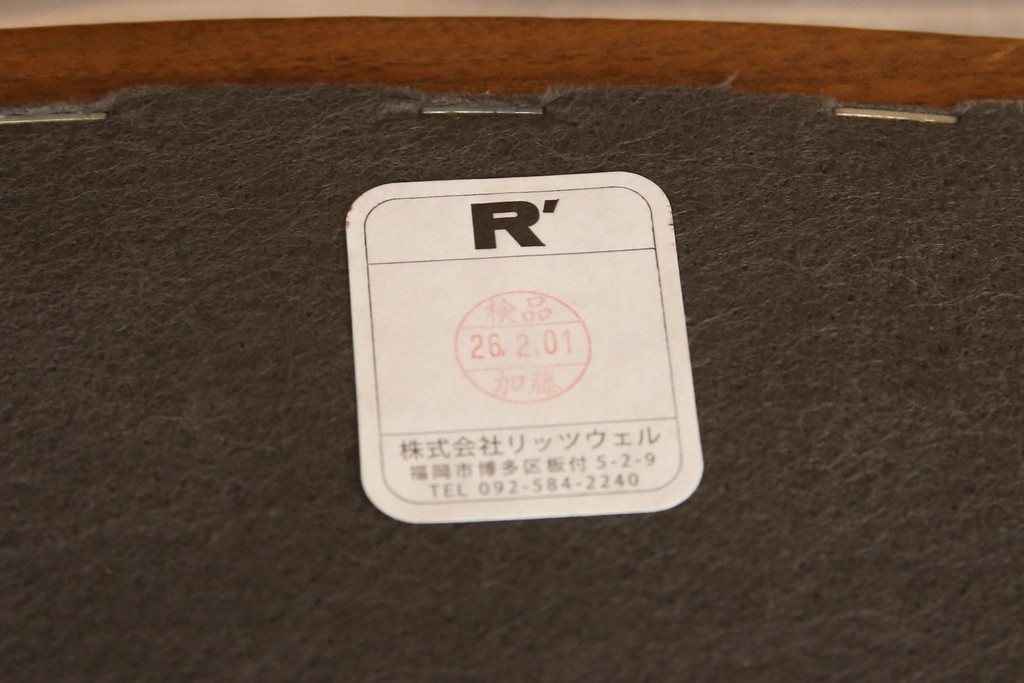 R'
検品
26.2.01
加藤
株式会社リッツウェル
福岡市博多区板付 5-2-9
TEL 092-584-2240